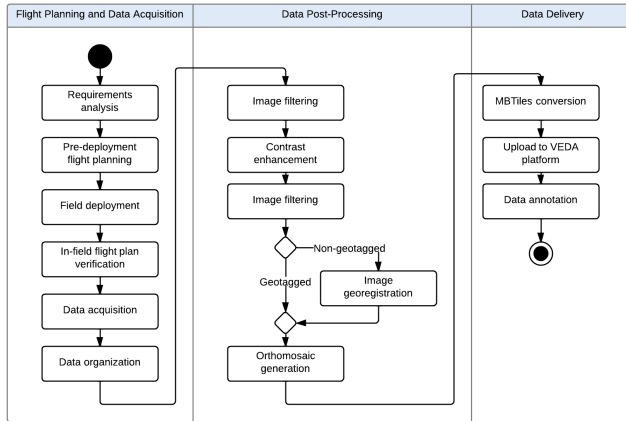 Flight Planning and Data Acquisition
Data Post-Processing
Data Delivery
Requirements
analysis
Pre-deployment
flight planning
Field deployment
In-field flight plan
verification
Data acquisition
Data organization
Image filtering
Contrast
enhancement
Image filtering
Non-geotagged
Geotagged
Image
georegistration
Orthomosaic
generation
MBTiles conversion
Upload to VEDA
platform
Data annotation